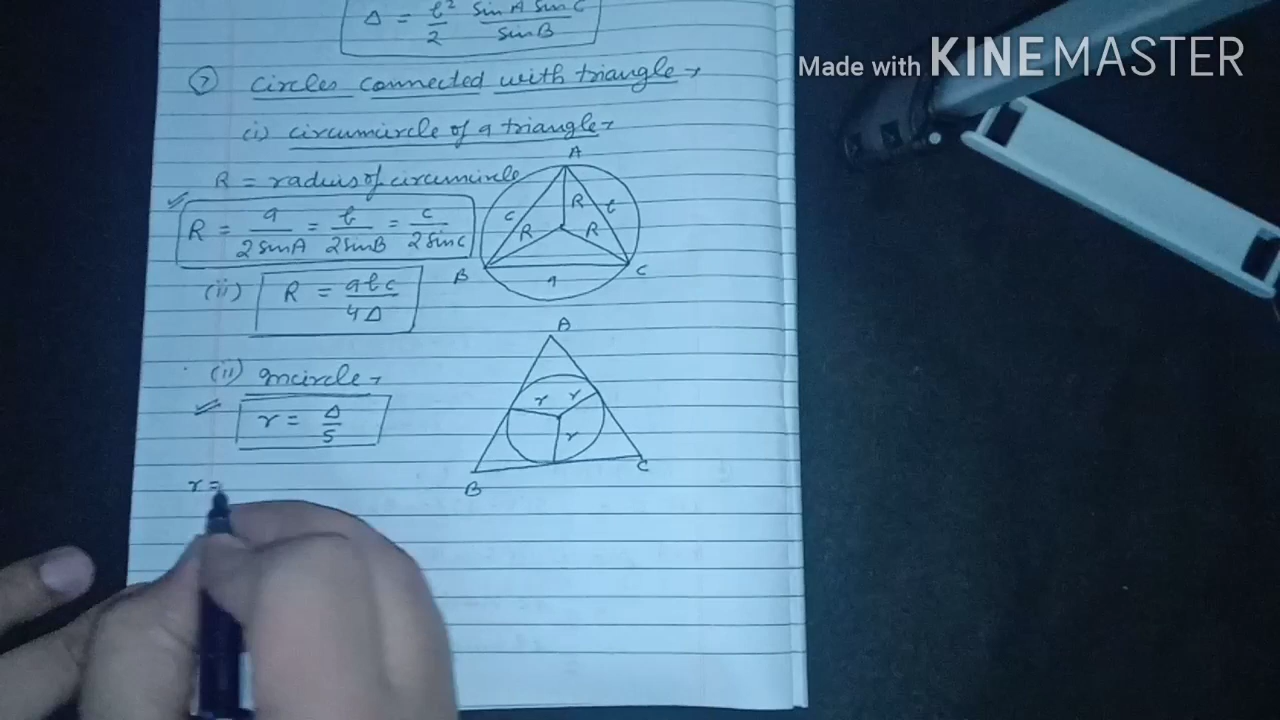 Δ = b²/2 sinA sinC/sinB
Made with KINEMASTER
⑦ Circles connected with triangle→
(i) circumcircle of a triangle→
R = radius of circumcircle
R = a/2sinA = b/2sinB = c/2sinC
(ii) R = abc/4Δ
A
R
R
R
c
b
B
a
C
(ii) Incircle→
r = Δ/s
A
r
r
r
B
C
r =